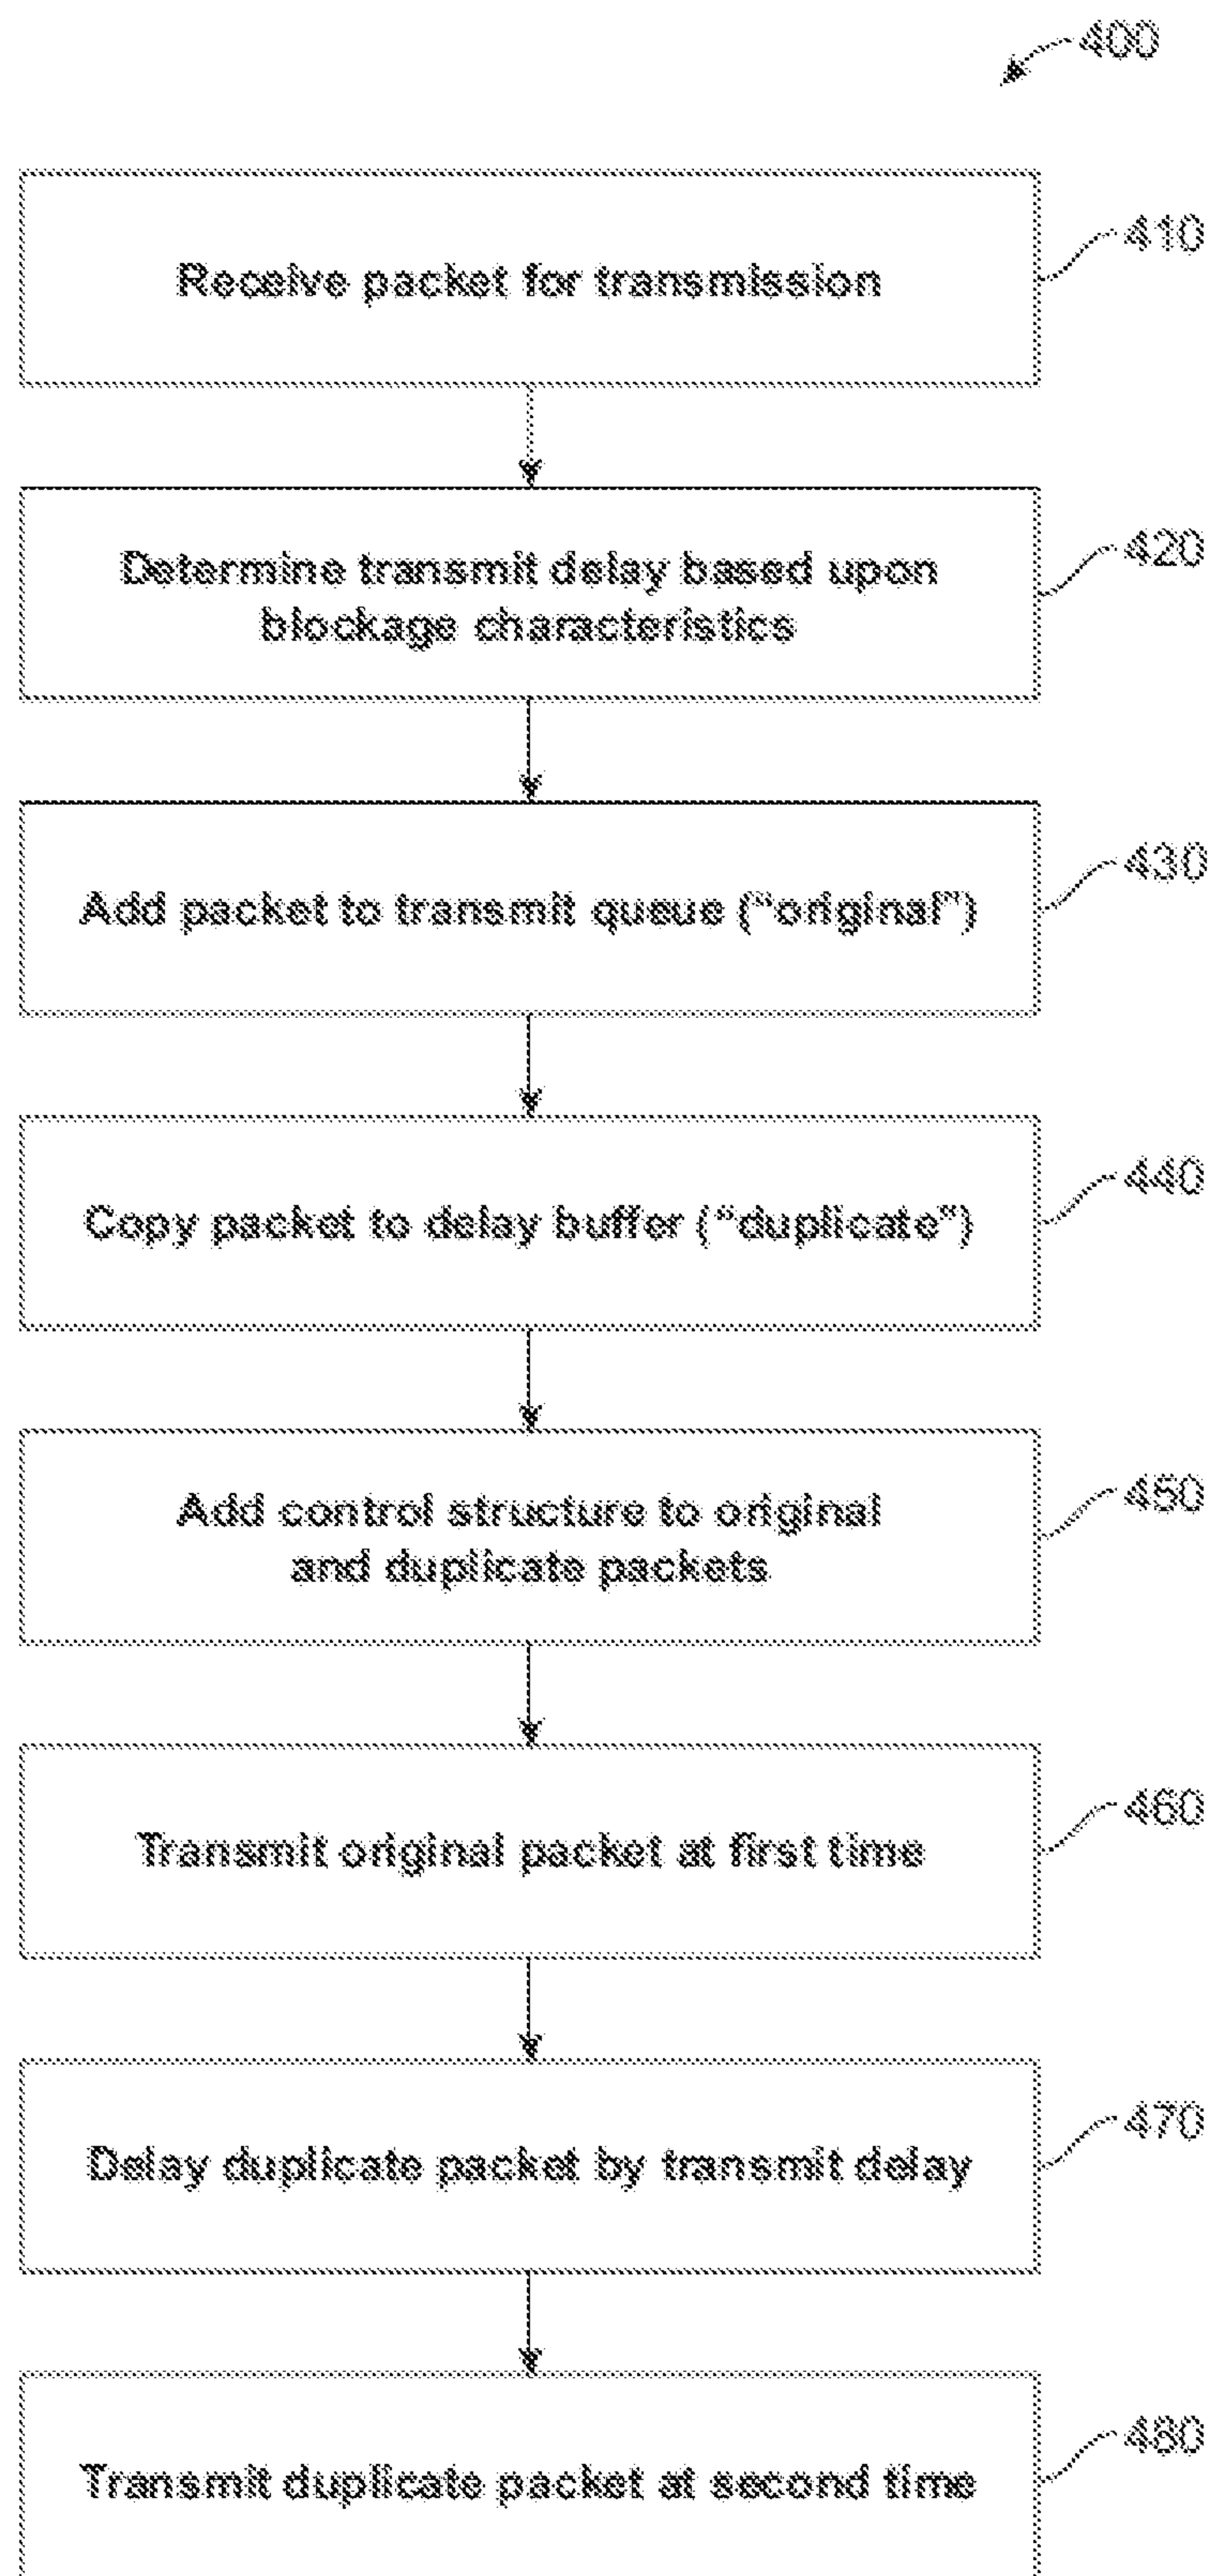 400
Receive packet for transmission
410
Determine transmit delay based upon
blockage characteristics
420
Add packet to transmit queue (“original”)
430
Copy packet to delay buffer (“duplicate”)
440
Add control structure to original
and duplicate packets
450
Transmit original packet at first time
460
Delay duplicate packet by transmit delay
470
Transmit duplicate packet at second time
480